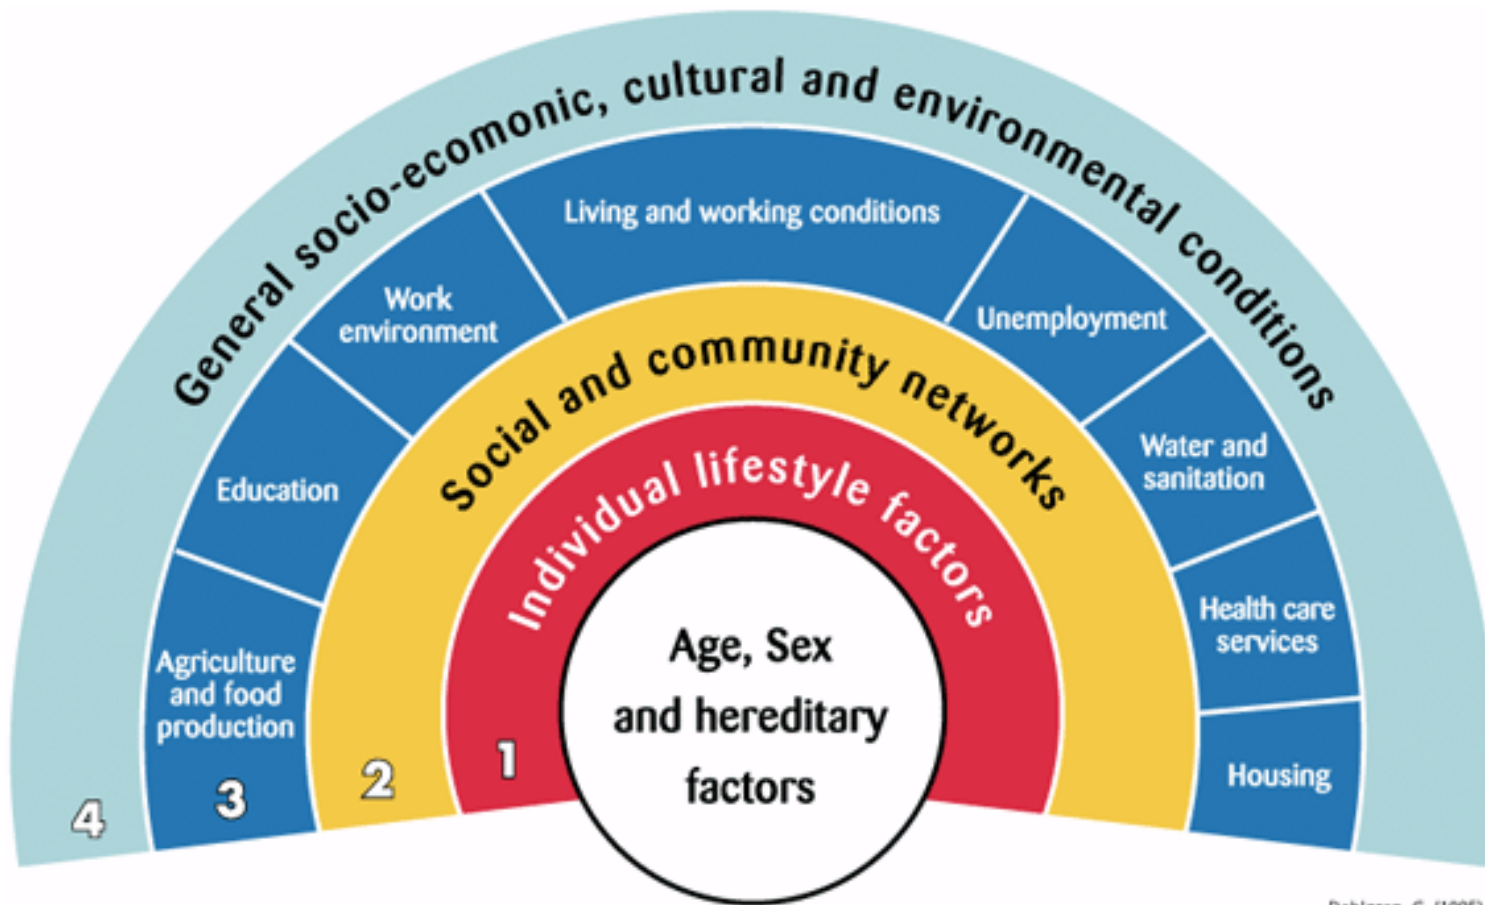 General socio-ecomonic, cultural and environmental conditions
Living and working conditions
Work
environment
Unemployment
Education
Water and
sanitation
Agriculture
and food
production
Health care
services
Housing
Social and community networks
Individual lifestyle factors
Age, Sex
and hereditary
factors
1
2
3
4